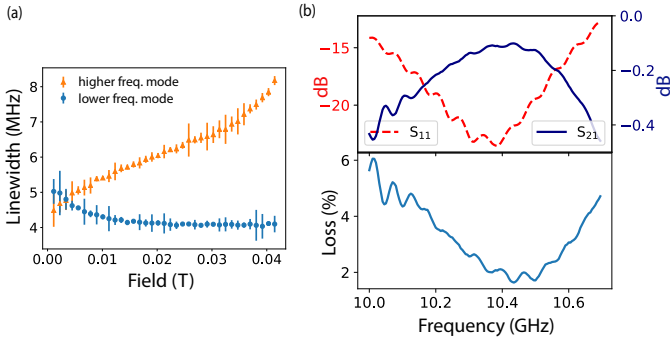 (a)
Linewidth (MHz)
8
7
6
5
4
higher freq. mode
lower freq. mode
0.00
0.01
0.02
0.03
0.04
Field (T)
(b)
dB
−15
−20
S11
S21
0.0
−0.2
−0.4
dB
Loss (%)
6
4
2
10.0
10.2
10.4
10.6
Frequency (GHz)